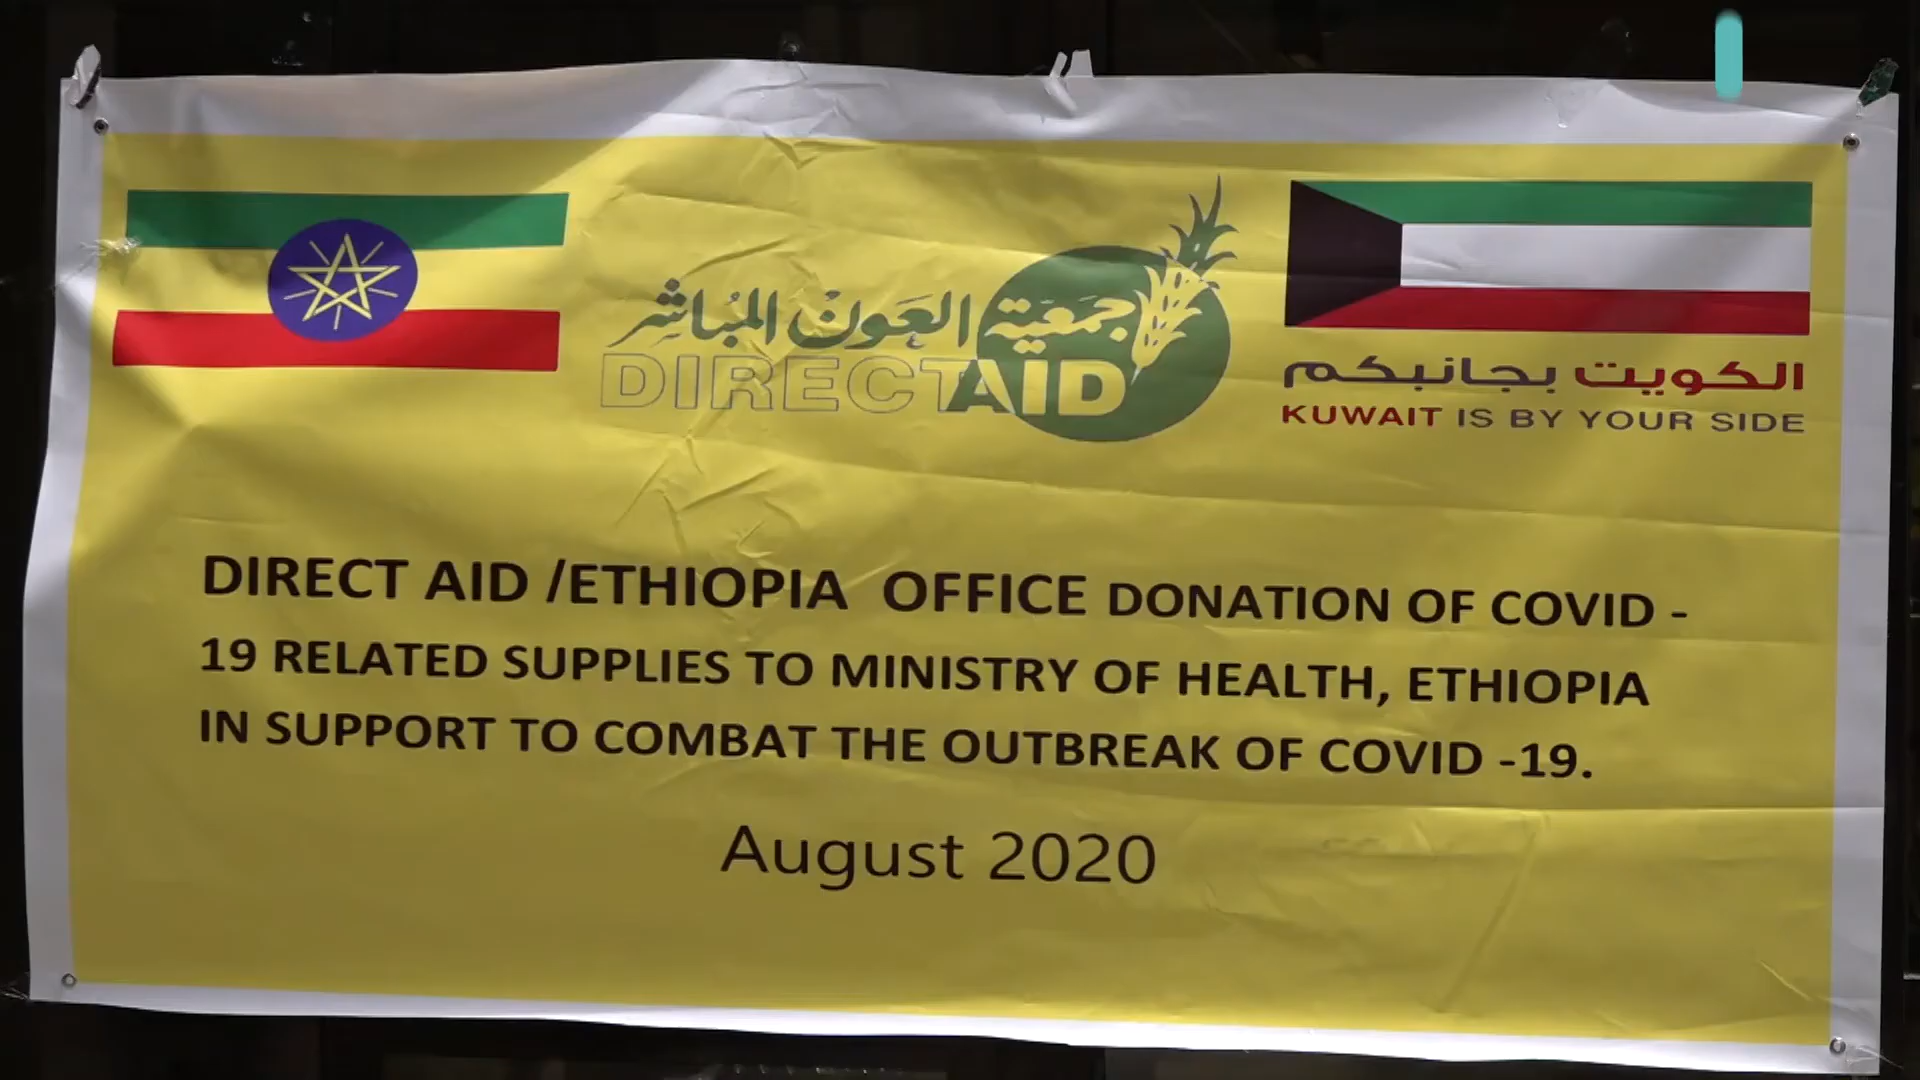 جمعية العون المباشر
DIRECT AID
الكويت بجانبكم
KUWAIT IS BY YOUR SIDE
DIRECT AID /ETHIOPIA OFFICE DONATION OF COVID -
19 RELATED SUPPLIES TO MINISTRY OF HEALTH, ETHIOPIA
IN SUPPORT TO COMBAT THE OUTBREAK OF COVID -19.
August 2020